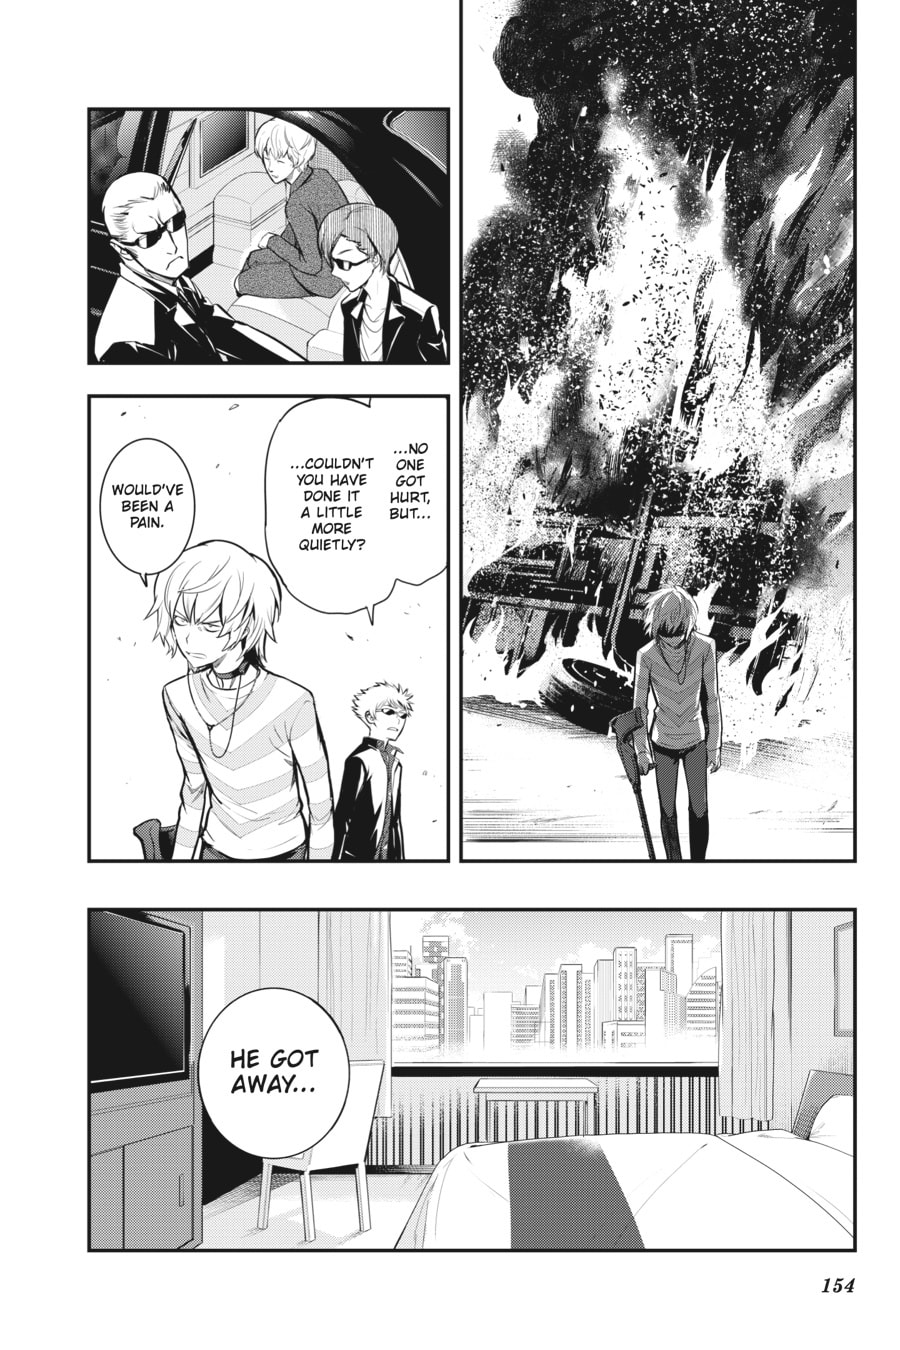 ...NO
ONE
GOT
HURT,
BUT...
...COULDN'T
YOU HAVE
DONE IT
A LITTLE
MORE
QUIETLY?
WOULD'VE
BEEN A
PAIN.
HE GOT
AWAY...
154